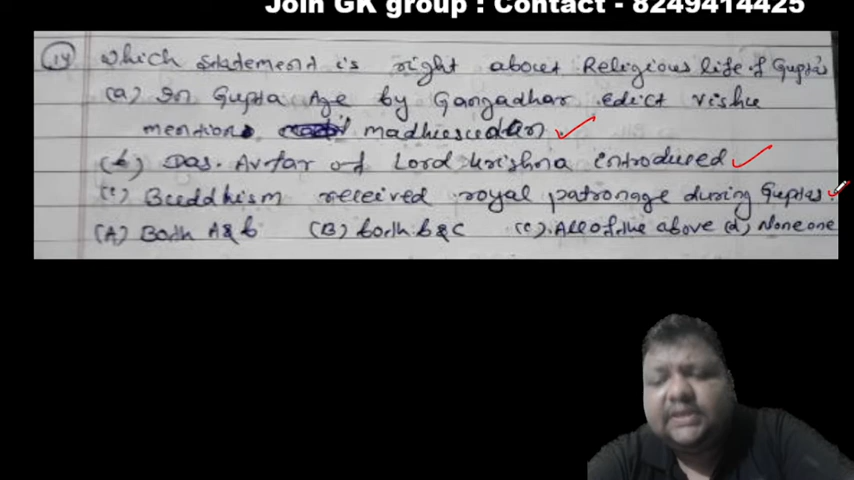 Join GK group : Contact - 8249414425
14 Which statement is right about Religious life of Gupta's
(a) In Gupta Age by Gangadhar edict Vishu
mention madhusudan
(b) Das. Avtar of Lord Krishna introduced
(c) Buddhism received royal patronage during Guptas
(A) Both A & b (B) both b & C (c) All of the above (d) None one